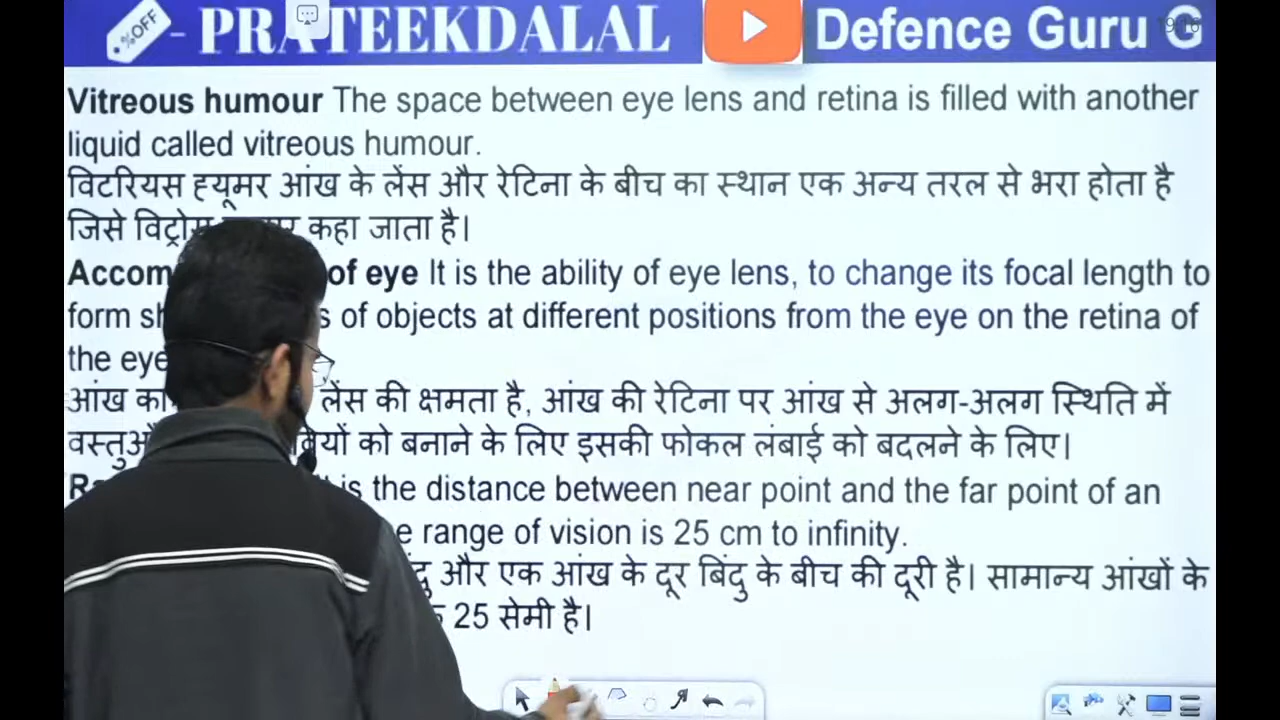 %OFF - PRATEEKDALAL Defence Guru G
Vitreous humour The space between eye lens and retina is filled with another
liquid called vitreous humour.
विटरियस ह्यूमर आंख के लेंस और रेटिना के बीच का स्थान एक अन्य तरल से भरा होता है
जिसे कहा जाता है।
of eye It is the ability of eye lens, to change its focal length to
form of objects at different positions from the eye on the retina of
the eye
आंख लेंस की क्षमता है, आंख की रेटिना पर आंख से अलग-अलग स्थिति में
को बनाने के लिए इसकी फोकल लंबाई को बदलने के लिए।
is the distance between near point and the far point of an
range of vision is 25 cm to infinity.
और एक आंख के दूर बिंदु के बीच की दूरी है। सामान्य आंखों के
25 सेमी है।